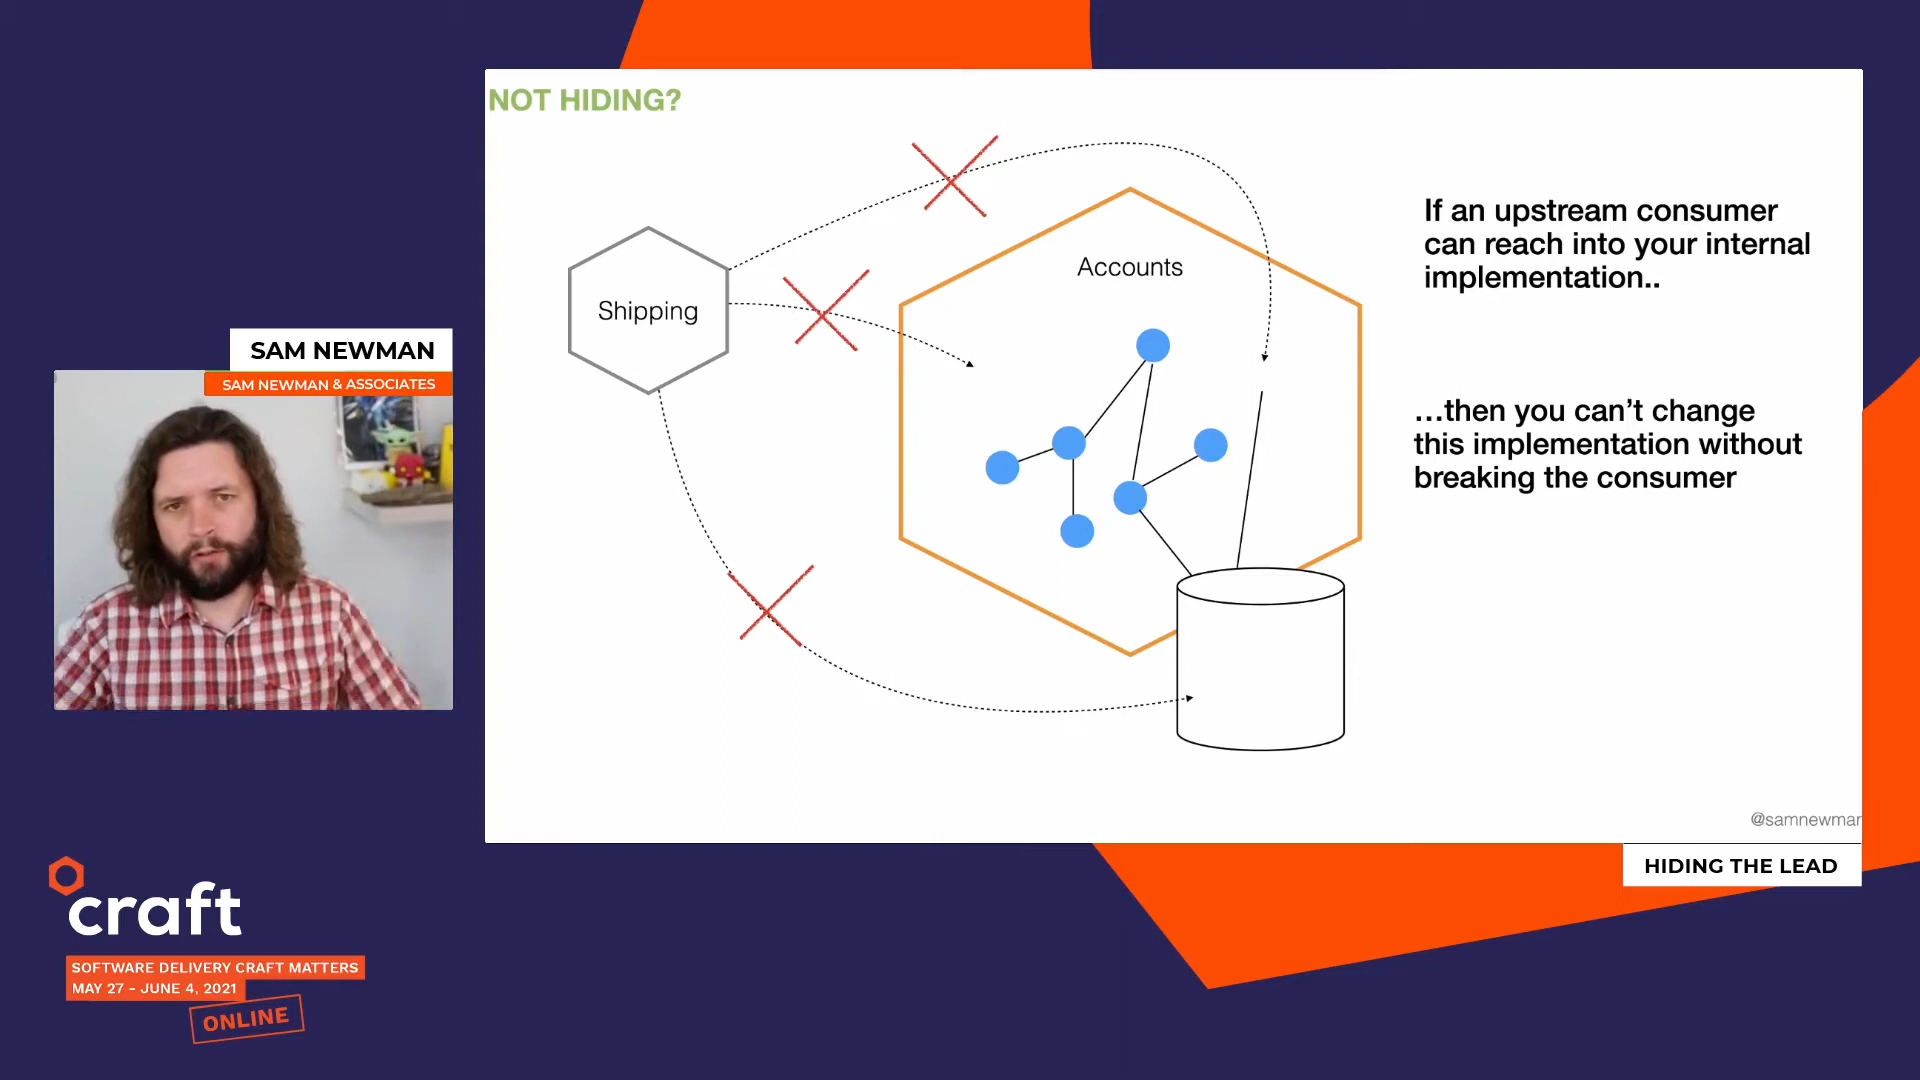 NOT HIDING?
Shipping
Accounts
If an upstream consumer
can reach into your internal
implementation..
…then you can’t change
this implementation without
breaking the consumer
@samnewman
SAM NEWMAN
SAM NEWMAN & ASSOCIATES
HIDING THE LEAD
craft
SOFTWARE DELIVERY CRAFT MATTERS
MAY 27 - JUNE 4, 2021
ONLINE